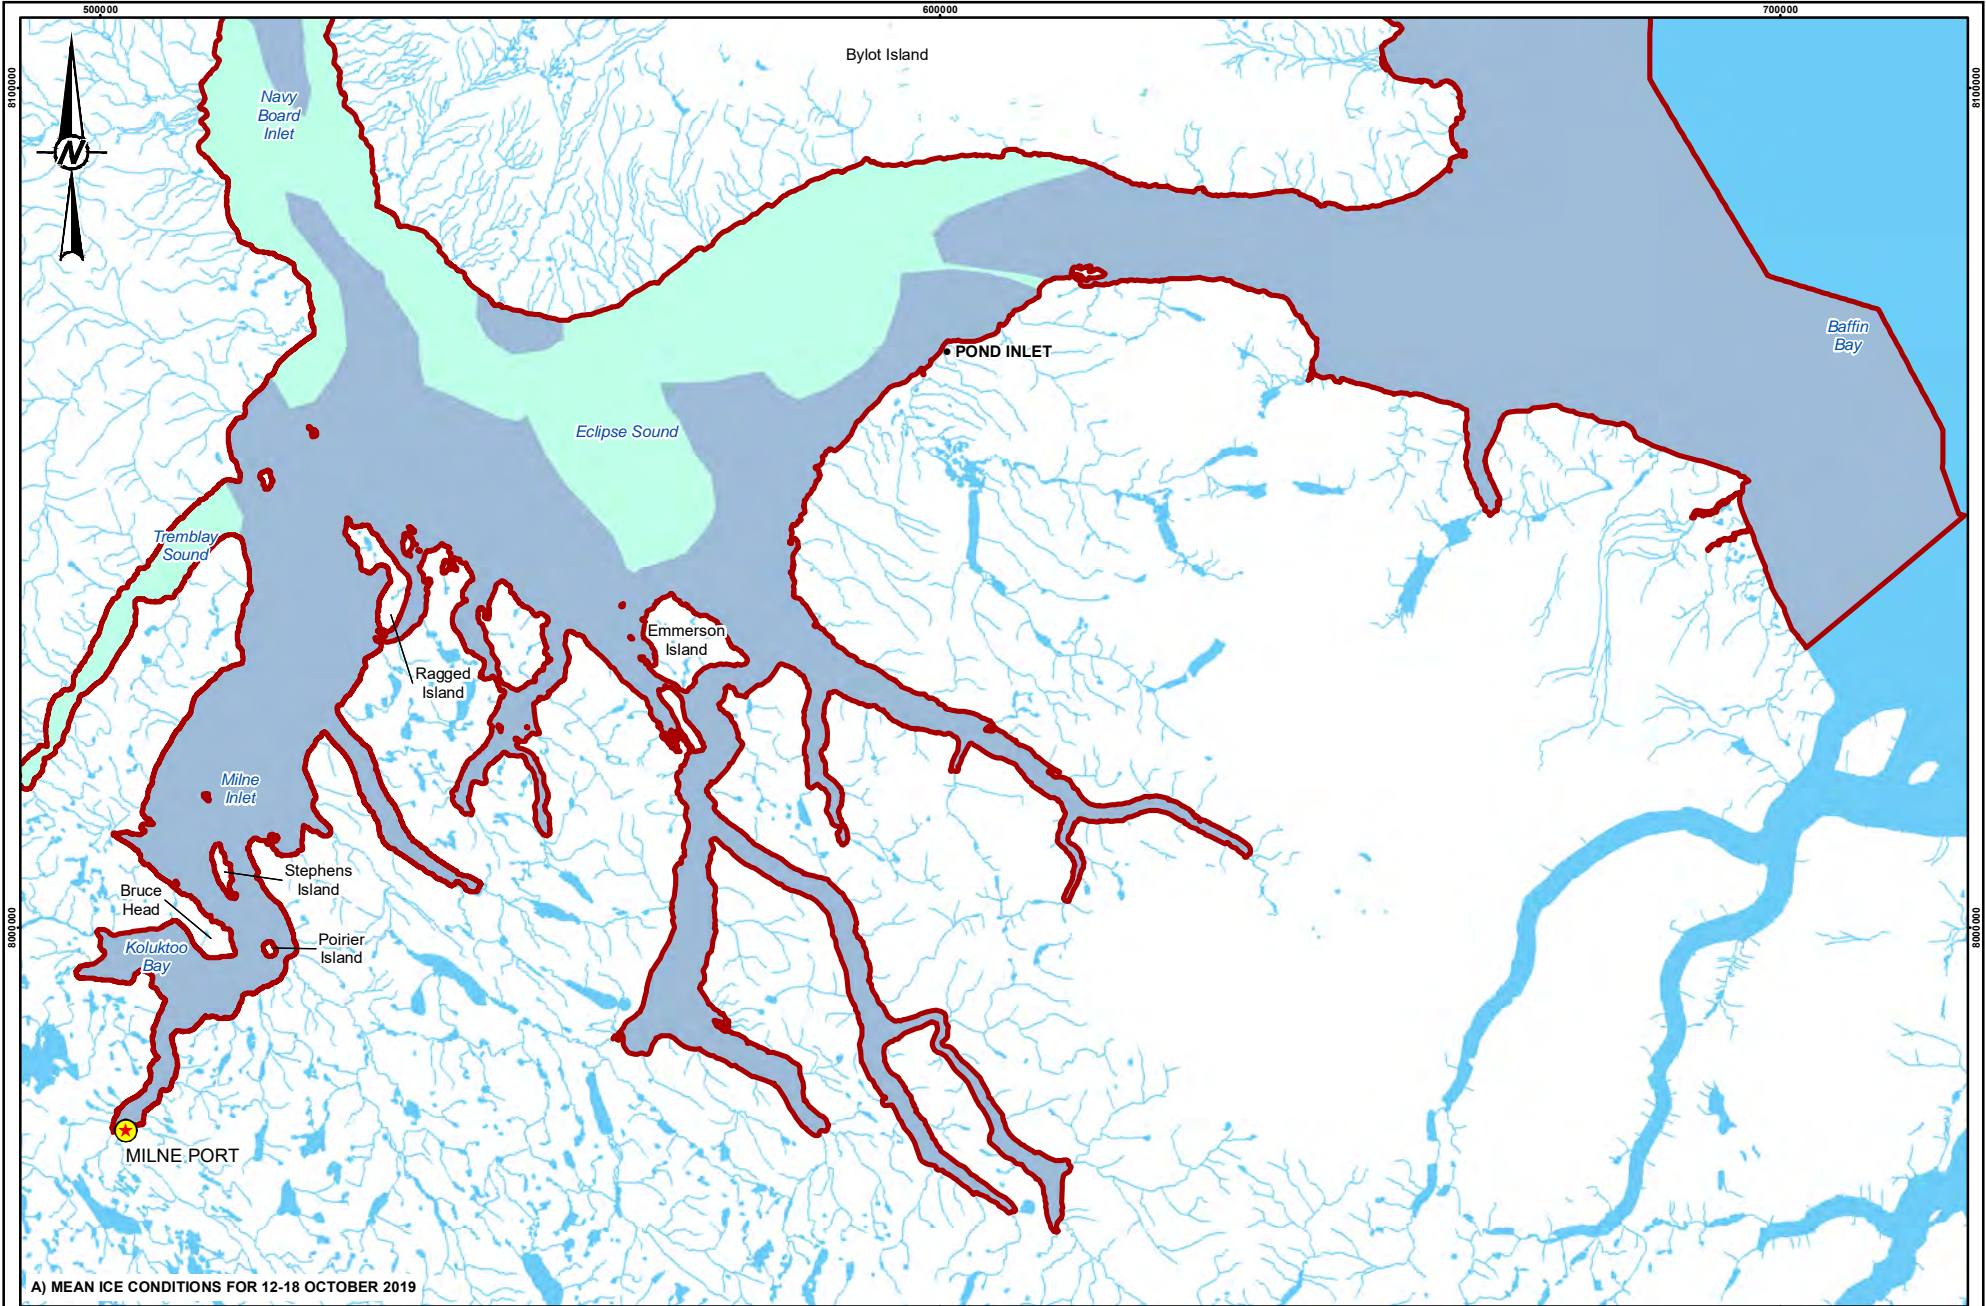 500000
600000
700000
8100000
8100000
Bylot Island
Navy
Board
Inlet
N
Baffin
Bay
POND INLET
Eclipse Sound
Tremblay
Sound
Emmerson
Island
Ragged
Island
Milne
Inlet
Stephens
Island
Bruce
Head
Poirier
Island
Koluktoo
Bay
8000000
8000000
MILNE PORT
A) MEAN ICE CONDITIONS FOR 12-18 OCTOBER 2019